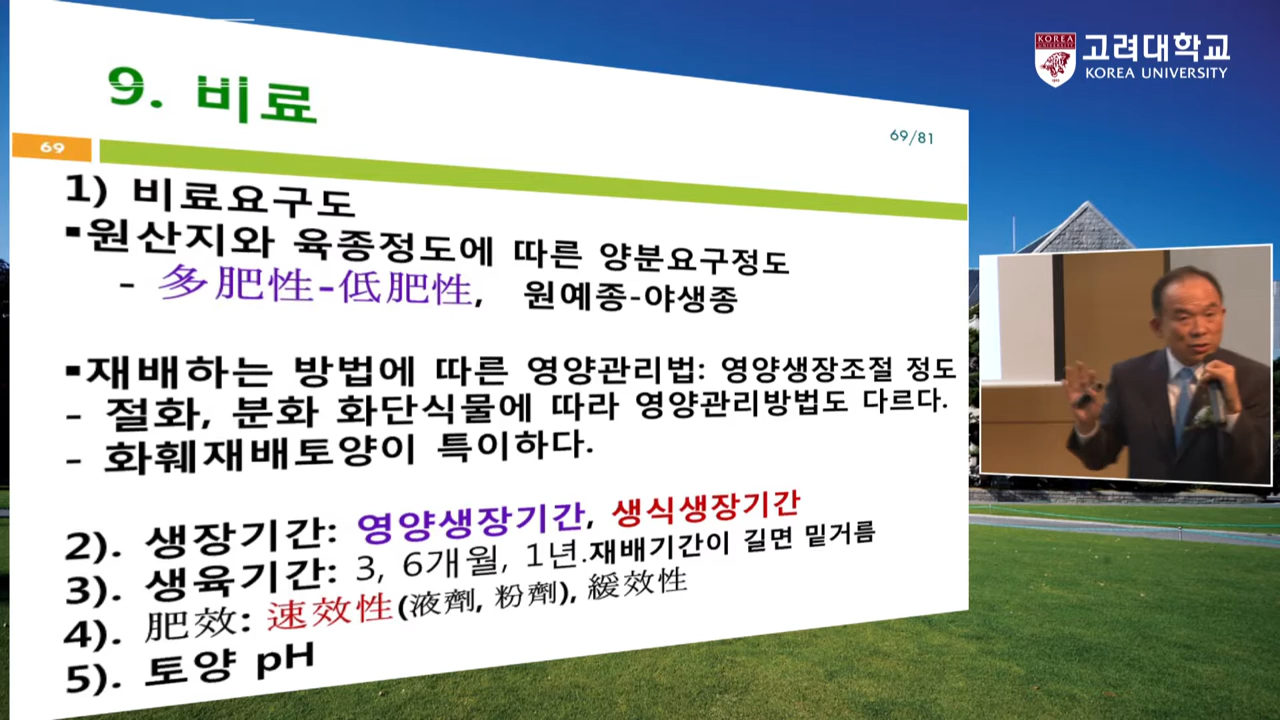 KOREA
UNIVERSITY
고려대학교
KOREA UNIVERSITY
9. 비료
69/81
69
1) 비료요구도
▪원산지와 육종정도에 따른 양분요구정도
- 多肥性-低肥性, 원예종-야생종
▪재배하는 방법에 따른 영양관리법: 영양생장조절 정도
- 절화, 분화 화단식물에 따라 영양관리방법도 다르다.
- 화훼재배토양이 특이하다.
2). 생장기간: 영양생장기간, 생식생장기간
3). 생육기간: 3, 6개월, 1년.재배기간이 길면 밑거름
4). 肥效: 速效性(液劑, 粉劑), 緩效性
5). 토양 pH